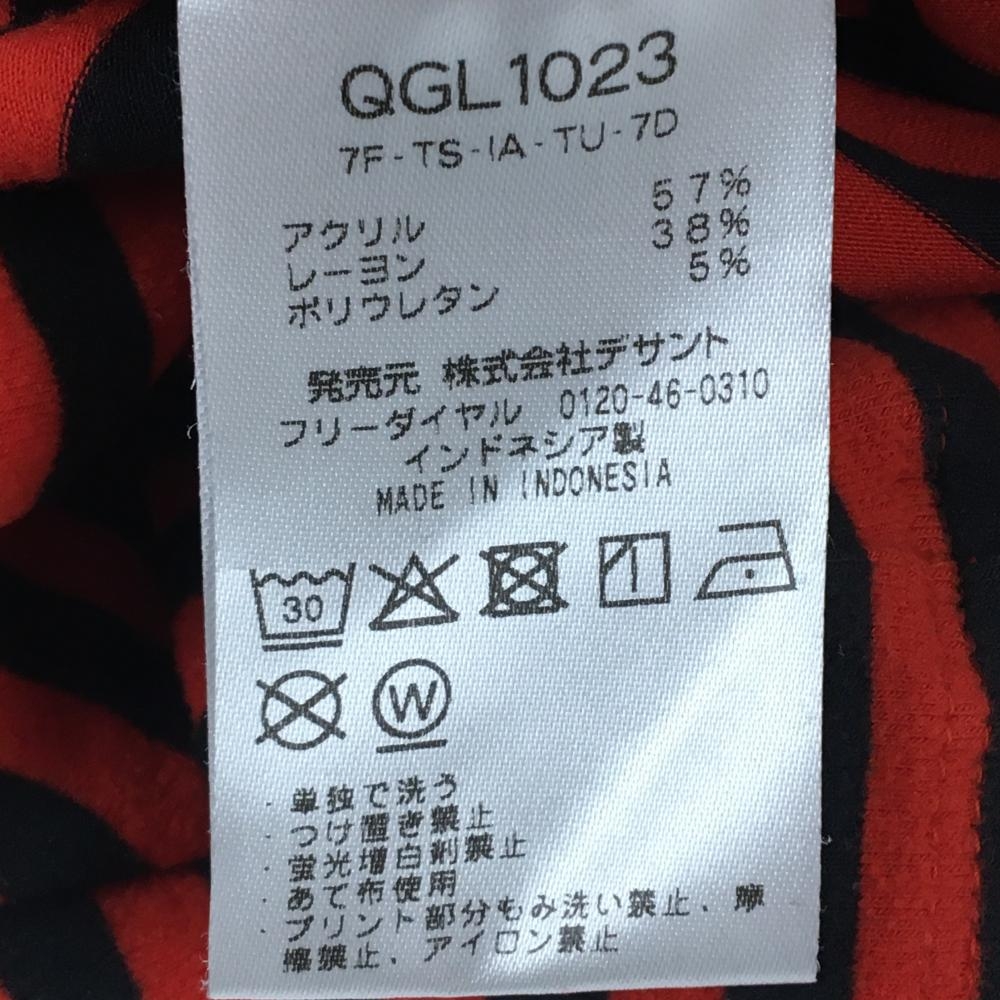 QGL1023
7F-TS-IA-TU-7D
アクリル 57%
レーヨン 38%
ポリウレタン 5%
発売元 株式会社デサント
フリーダイヤル 0120-46-0310
インドネシア製
MADE IN INDONESIA
30
W
・単独で洗う
・つけ置き禁止
・蛍光増白剤禁止
・あて布使用
・プリント部分もみ洗い禁止、摩
擦禁止、アイロン禁止